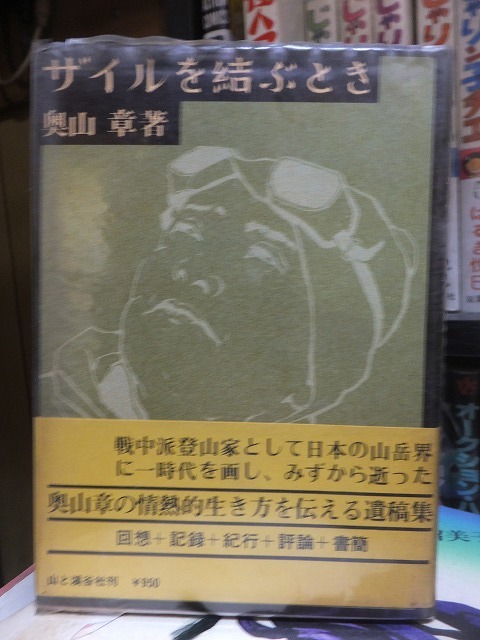 ザイルを結ぶとき
奥山 章著
戦中派登山家として日本の山岳界
に一時代を画し、みずから逝った
奥山章の情熱的生き方を伝える遺稿集
回想+記録+紀行+評論+書簡
山と溪谷社刊 ¥950